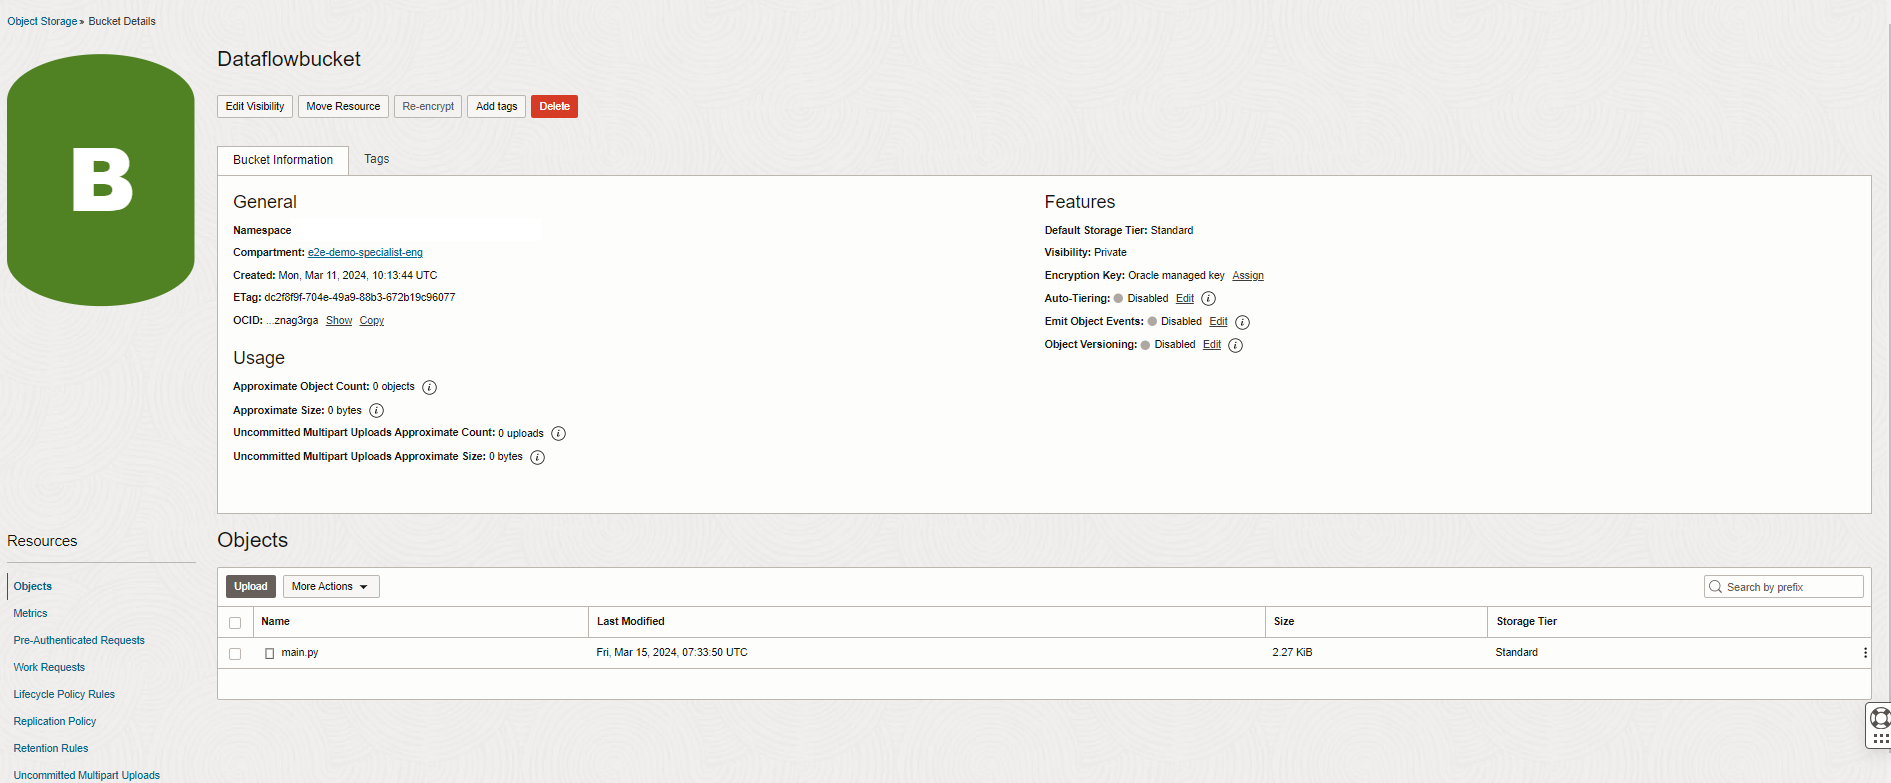 Object Storage » Bucket Details
B
Dataflowbucket
Edit Visibility Move Resource Re-encrypt Add tags Delete
Bucket Information Tags
General
Namespace
Compartment: e2e-demo-specialist-eng
Created: Mon, Mar 11, 2024, 10:13:44 UTC
ETag: dc2f8f9f-704e-49a9-88b3-672b19c96077
OCID: ...znag3rga Show Copy
Usage
Approximate Object Count: 0 objects i
Approximate Size: 0 bytes i
Uncommitted Multipart Uploads Approximate Count: 0 uploads i
Uncommitted Multipart Uploads Approximate Size: 0 bytes i
Features
Default Storage Tier: Standard
Visibility: Private
Encryption Key: Oracle managed key Assign
Auto-Tiering: Disabled Edit i
Emit Object Events: Disabled Edit i
Object Versioning: Disabled Edit i
Resources
Objects
Metrics
Pre-Authenticated Requests
Work Requests
Lifecycle Policy Rules
Replication Policy
Retention Rules
Uncommitted Multipart Uploads
Objects
Upload More Actions Search by prefix
Name Last Modified Size Storage Tier
main.py Fri, Mar 15, 2024, 07:33:50 UTC 2.27 KiB Standard